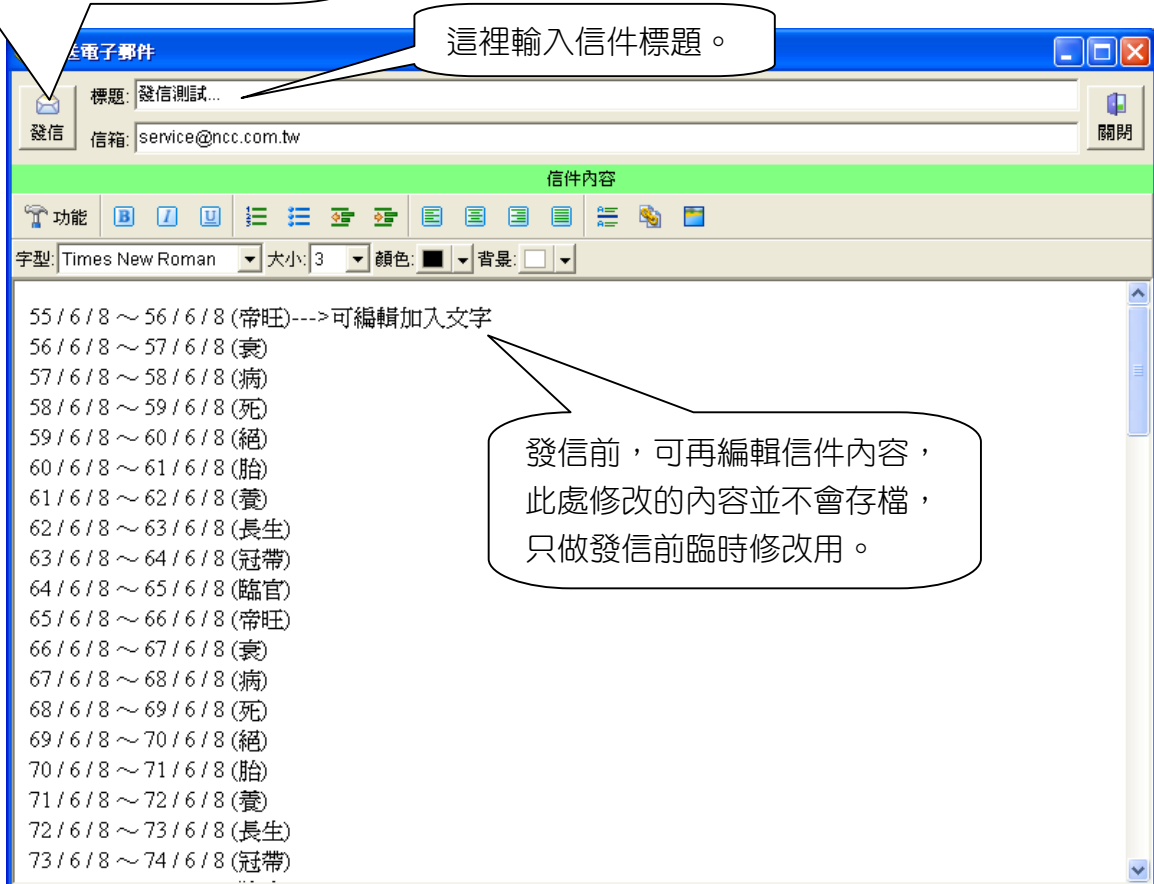 這裡輸入信件標題。
送電子郵件
標題: 發信測試...
發信
信箱: service@ncc.com.tw
關閉
信件內容
功能 B I U
字型: Times New Roman 大小: 3 顏色: 背景:
55/6/8～56/6/8(帝旺)--->可編輯加入文字
56/6/8～57/6/8(衰)
57/6/8～58/6/8(病)
58/6/8～59/6/8(死)
59/6/8～60/6/8(絕)
60/6/8～61/6/8(胎)
61/6/8～62/6/8(養)
62/6/8～63/6/8(長生)
63/6/8～64/6/8(冠帶)
64/6/8～65/6/8(臨官)
65/6/8～66/6/8(帝旺)
66/6/8～67/6/8(衰)
67/6/8～68/6/8(病)
68/6/8～69/6/8(死)
69/6/8～70/6/8(絕)
70/6/8～71/6/8(胎)
71/6/8～72/6/8(養)
72/6/8～73/6/8(長生)
73/6/8～74/6/8(冠帶)
發信前，可再編輯信件內容，
此處修改的內容並不會存檔，
只做發信前臨時修改用。